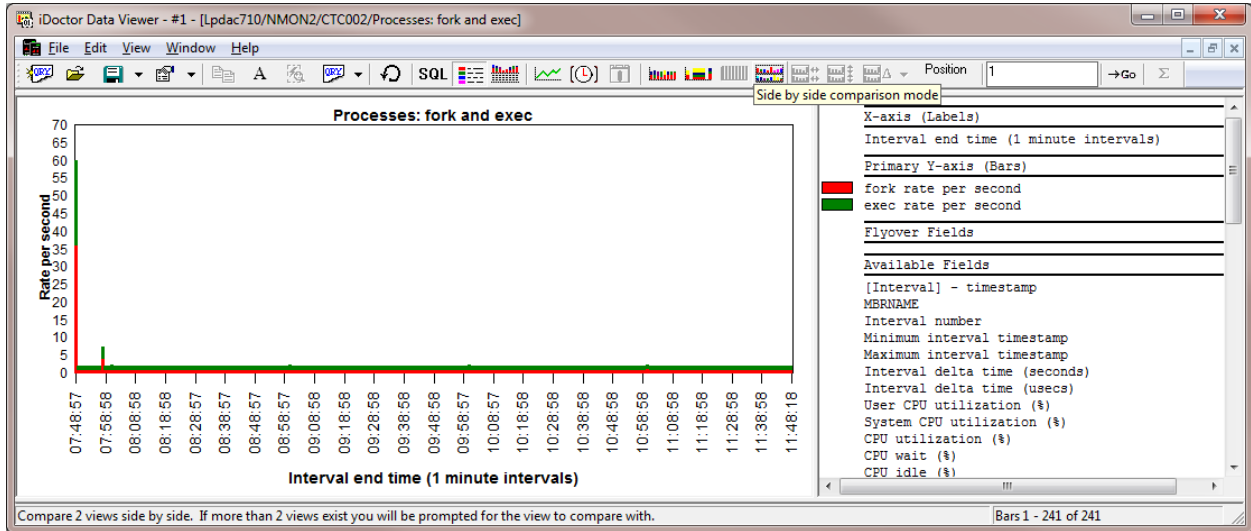 iDoctor Data Viewer - #1 - [Lpdac710/NMON2/CTC002/Processes: fork and exec]
File Edit View Window Help
QRY A QRY SQL Position 1 Go Σ
Side by side comparison mode
Processes: fork and exec
70
65
60
55
50
45
40
35
30
25
20
15
10
5
0
Rate per second
07:48:57
07:58:58
08:08:58
08:18:58
08:28:57
08:38:57
08:48:57
08:58:57
09:08:58
09:18:58
09:28:58
09:38:58
09:48:58
09:58:57
10:08:57
10:18:57
10:28:58
10:38:58
10:48:58
10:58:58
11:08:58
11:18:58
11:28:58
11:38:58
11:48:18
Interval end time (1 minute intervals)
X-axis (Labels)
Interval end time (1 minute intervals)
Primary Y-axis (Bars)
fork rate per second
exec rate per second
Flyover Fields
Available Fields
[Interval] - timestamp
MBRNAME
Interval number
Minimum interval timestamp
Maximum interval timestamp
Interval delta time (seconds)
Interval delta time (usecs)
User CPU utilization (%)
System CPU utilization (%)
CPU utilization (%)
CPU wait (%)
CPU idle (%)
Compare 2 views side by side. If more than 2 views exist you will be prompted for the view to compare with.
Bars 1 - 241 of 241